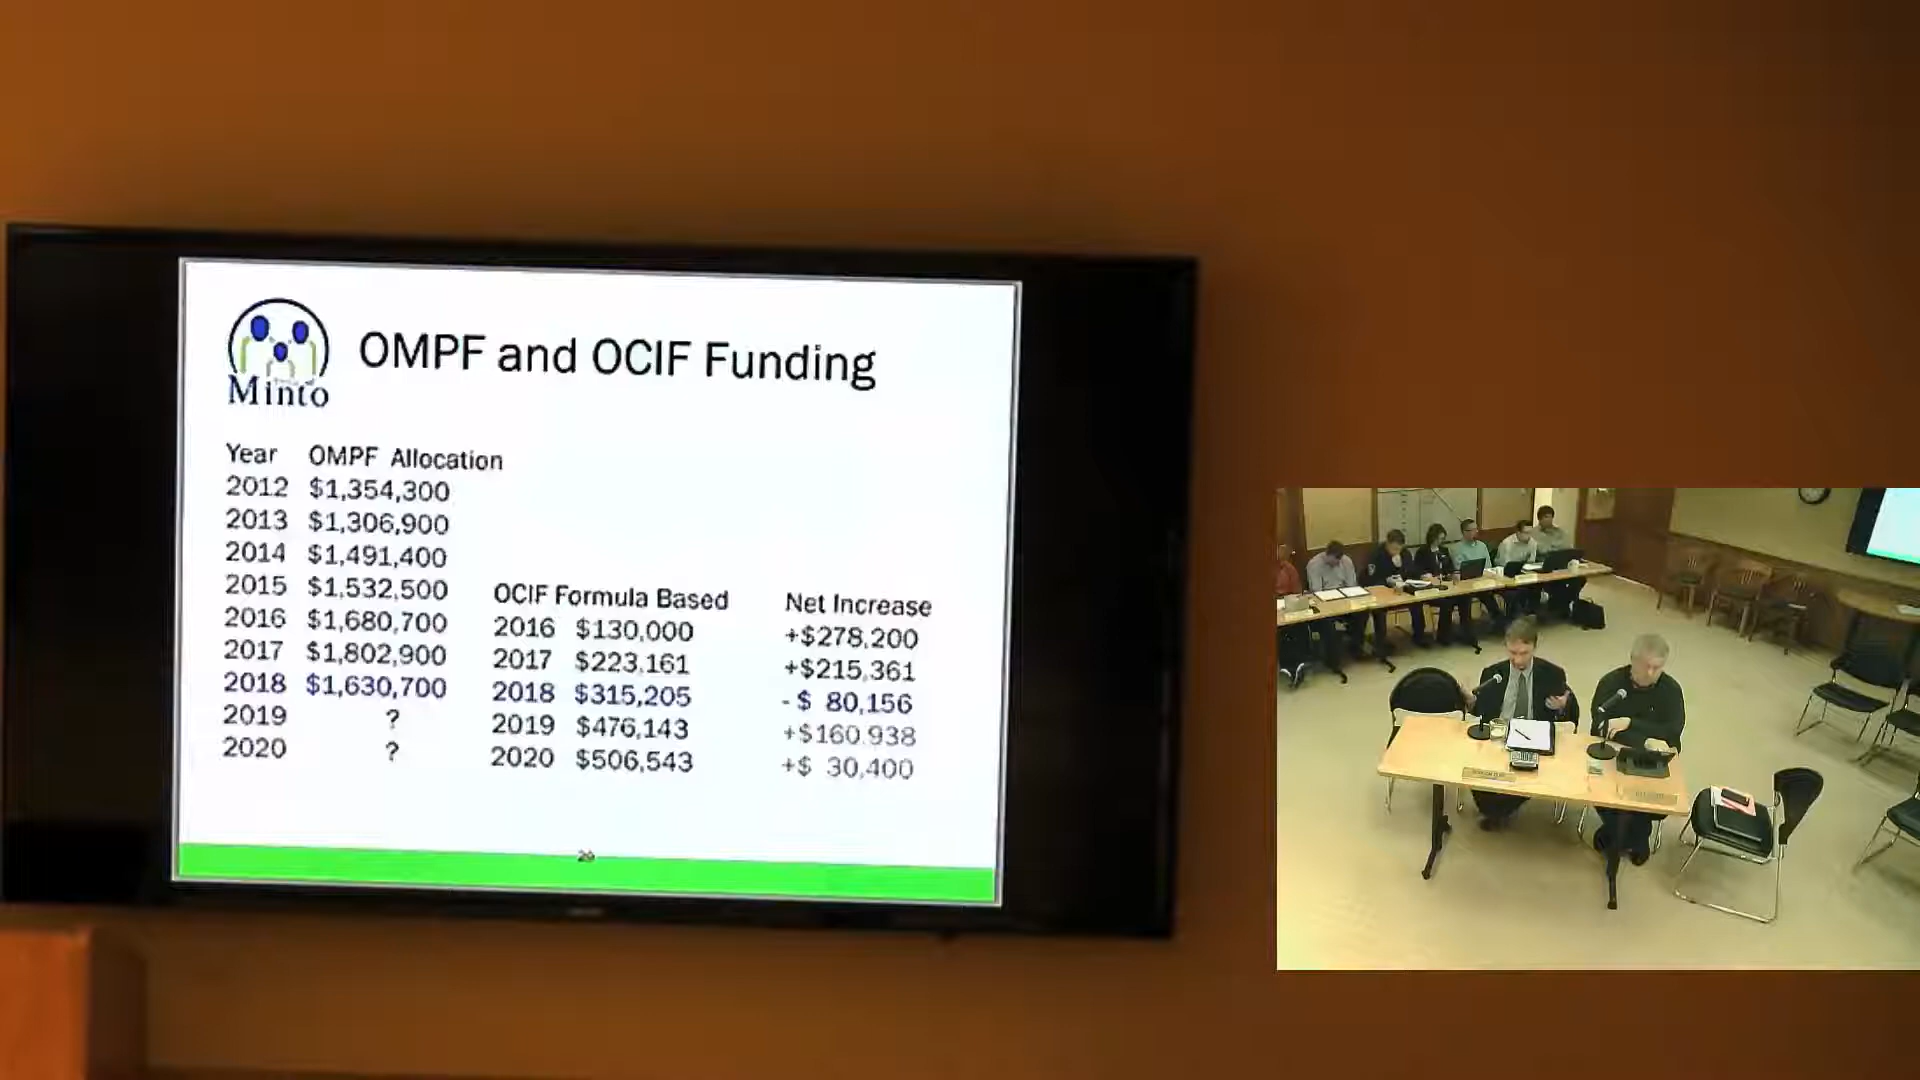 Minto
OMPF and OCIF Funding
Year OMPF Allocation
2012 $1,354,300
2013 $1,306,900
2014 $1,491,400
2015 $1,532,500 OCIF Formula Based Net Increase
2016 $1,680,700 2016 $130,000 +$278,200
2017 $1,802,900 2017 $223,161 +$215,361
2018 $1,630,700 2018 $315,205 - $ 80,156
2019 ? 2019 $476,143 +$160,938
2020 ? 2020 $506,543 +$ 30,400